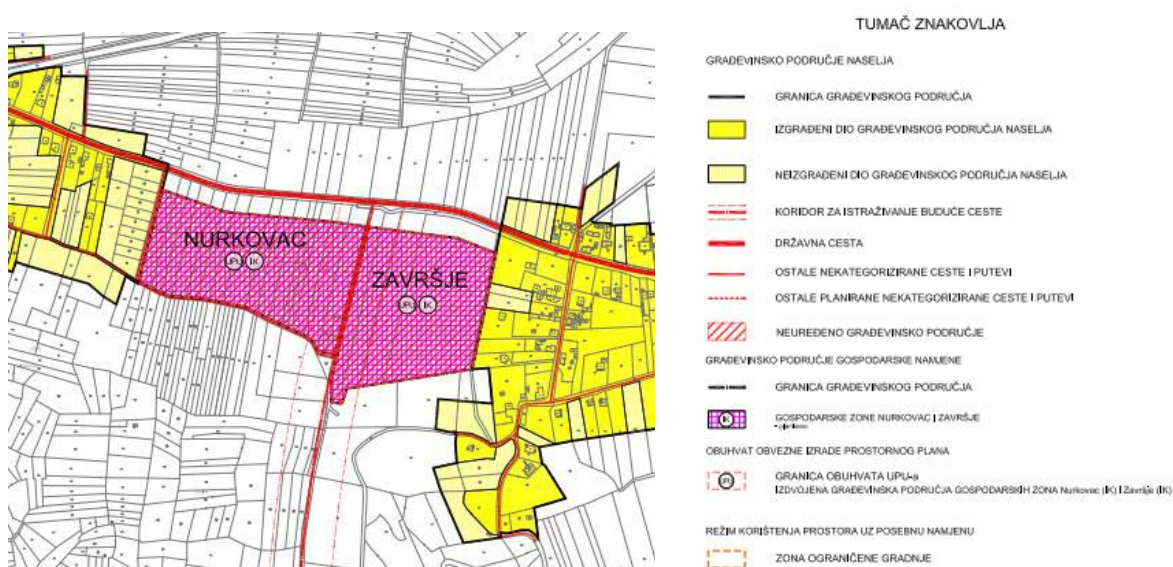 NURKOVAC
UPU IK
ZAVRŠJE
UPU IK
TUMAČ ZNAKOVLJA
GRAĐEVINSKO PODRUČJE NASELJA
GRANICA GRAĐEVINSKOG PODRUČJA
IZGRAĐENI DIO GRAĐEVINSKOG PODRUČJA NASELJA
NEIZGRAĐENI DIO GRAĐEVINSKOG PODRUČJA NASELJA
KORIDOR ZA ISTRAŽIVANJE BUDUĆE CESTE
DRŽAVNA CESTA
OSTALE NEKATEGORIZIRANE CESTE I PUTEVI
OSTALE PLANIRANE NEKATEGORIZIRANE CESTE I PUTEVI
NEUREĐENO GRAĐEVINSKO PODRUČJE
GRAĐEVINSKO PODRUČJE GOSPODARSKE NAMJENE
GRANICA GRAĐEVINSKOG PODRUČJA
IK GOSPODARSKE ZONE NURKOVAC I ZAVRŠJE
- planirano
OBUHVAT OBVEZNE IZRADE PROSTORNOG PLANA
UPU GRANICA OBUHVATA UPU-a
IZDVOJENA GRAĐEVINSKA PODRUČJA GOSPODARSKIH ZONA Nurkovac (IK) I Završje (IK)
REŽIM KORIŠTENJA PROSTORA UZ POSEBNU NAMJENU
ZONA OGRANIČENE GRADNJE